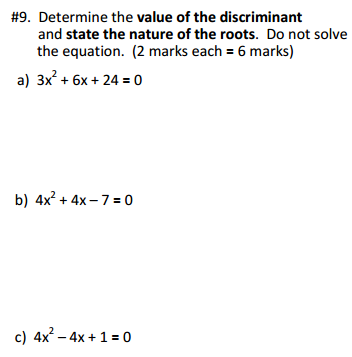 #9. Determine the value of the discriminant
and state the nature of the roots. Do not solve
the equation. (2 marks each = 6 marks)
a) 3x² + 6x + 24 = 0
b) 4x² + 4x – 7 = 0
c) 4x² – 4x + 1 = 0